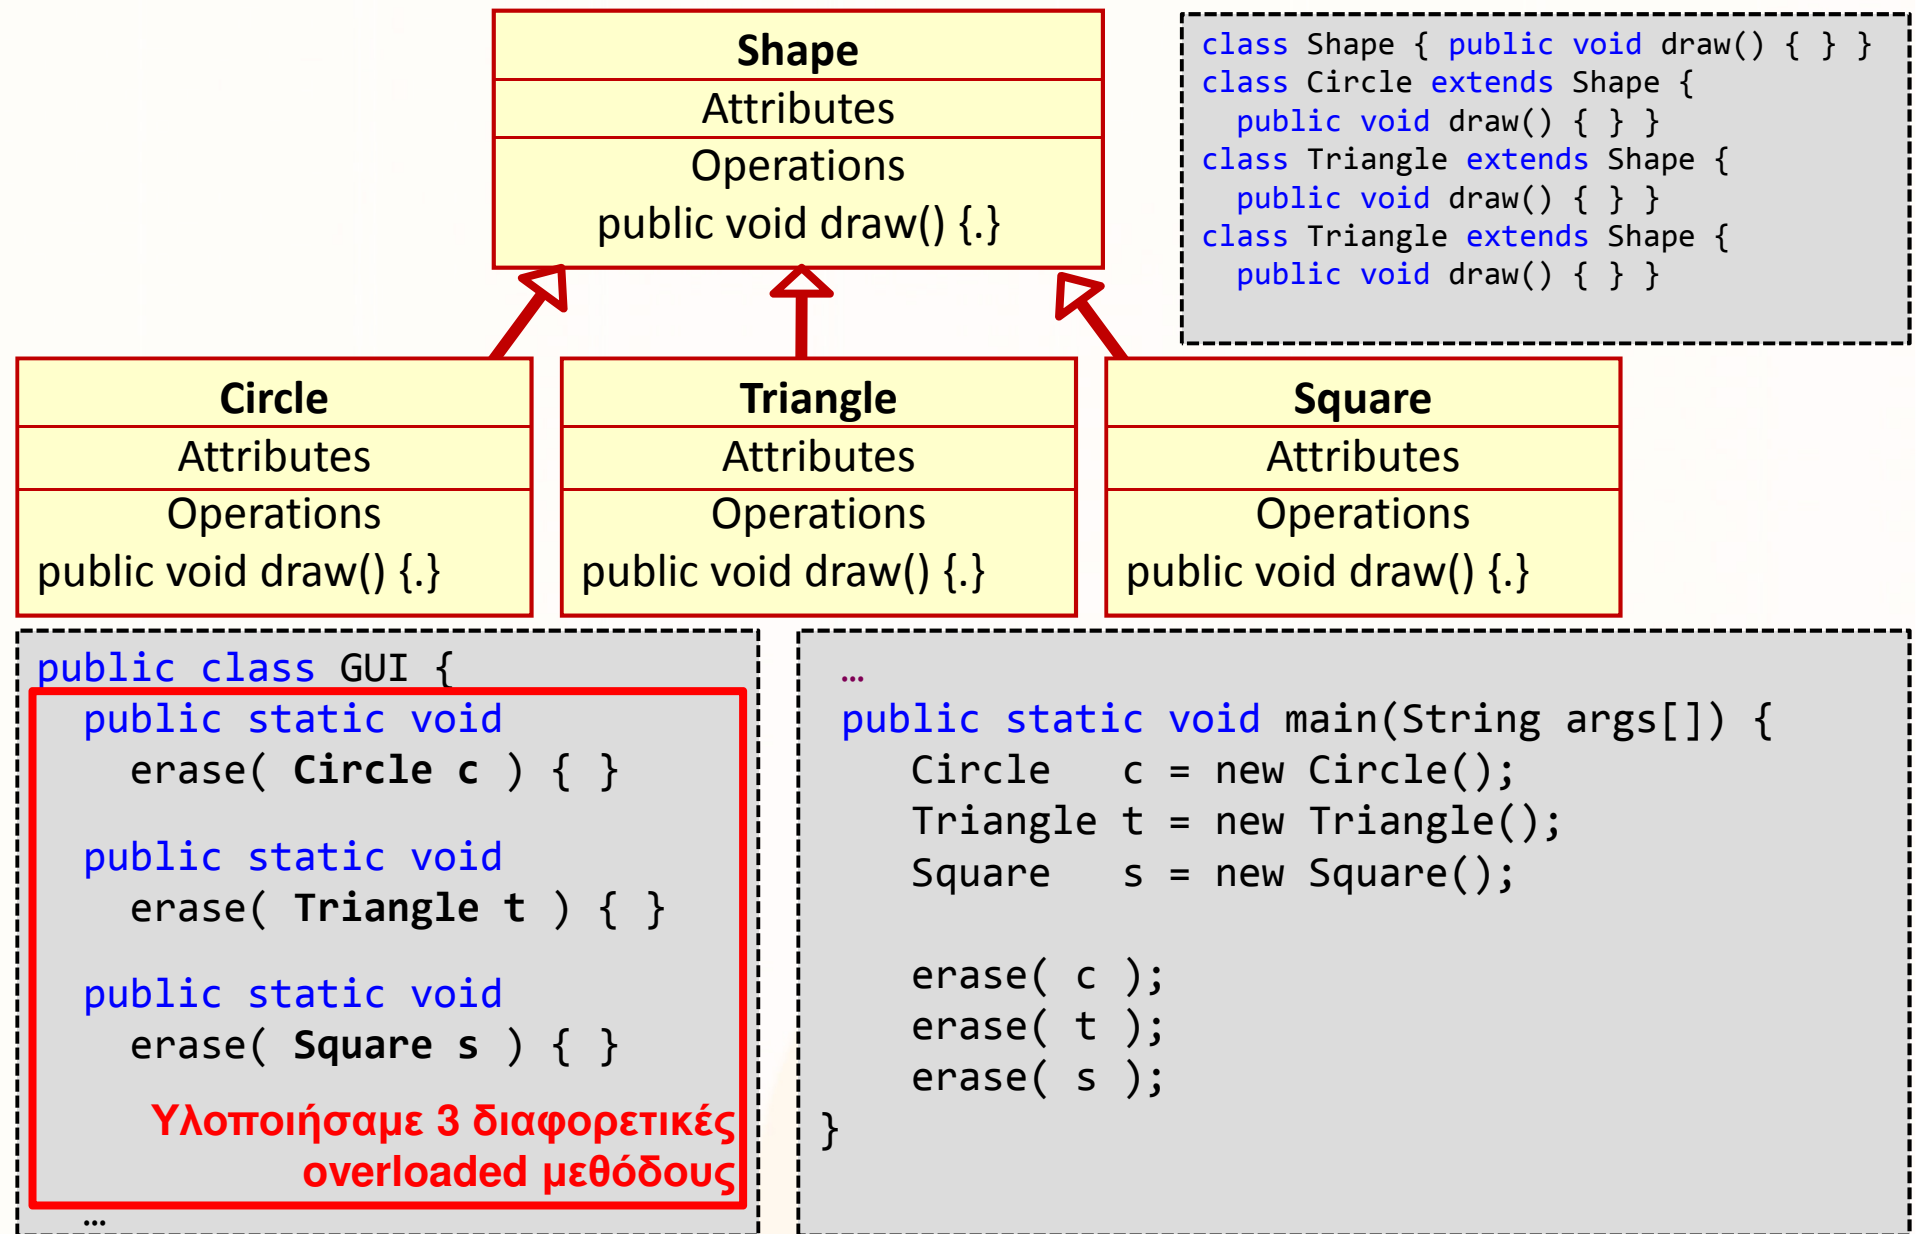 Shape
Attributes
Operations
public void draw() {.}
class Shape { public void draw() { } }
class Circle extends Shape {
public void draw() { } }
class Triangle extends Shape {
public void draw() { } }
class Triangle extends Shape {
public void draw() { } }
Circle
Attributes
Operations
public void draw() {.}
Triangle
Attributes
Operations
public void draw() {.}
Square
Attributes
Operations
public void draw() {.}
public class GUI {
public static void
erase( Circle c ) { }
public static void
erase( Triangle t ) { }
public static void
erase( Square s ) { }
Υλοποιήσαμε 3 διαφορετικές
overloaded μεθόδους
…
…
public static void main(String args[]) {
Circle c = new Circle();
Triangle t = new Triangle();
Square s = new Square();
erase( c );
erase( t );
erase( s );
}